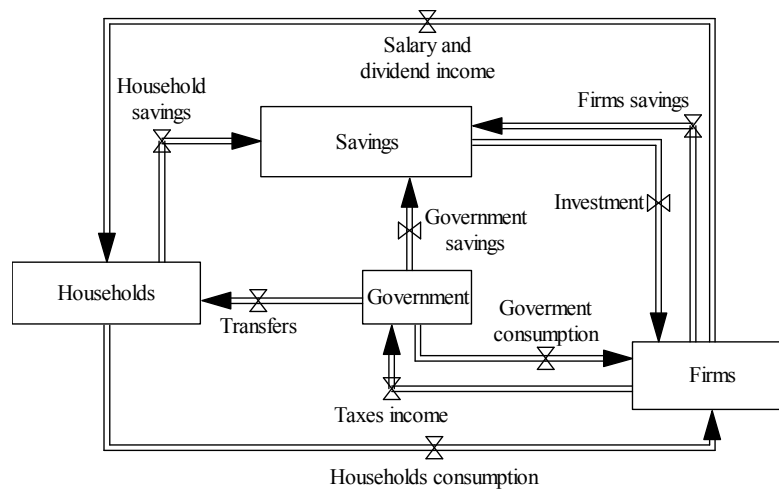 Salary and
dividend income
Household
savings
Firms savings
Savings
Investment
Government
savings
Households
Government
Transfers
Goverment
consumption
Firms
Taxes income
Households consumption